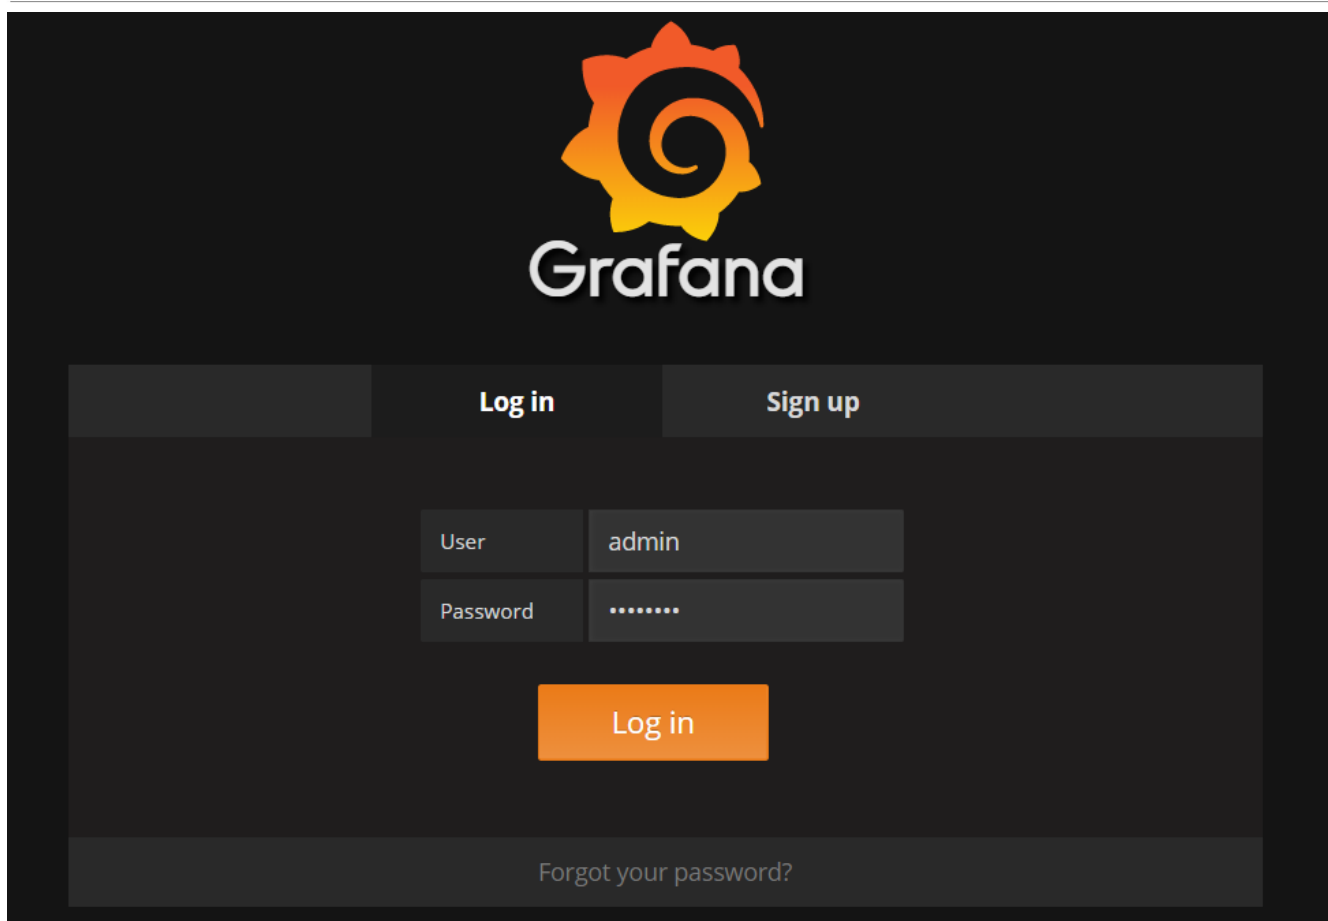 Grafana
Log in Sign up
User admin
Password ••••••••
Log in
Forgot your password?